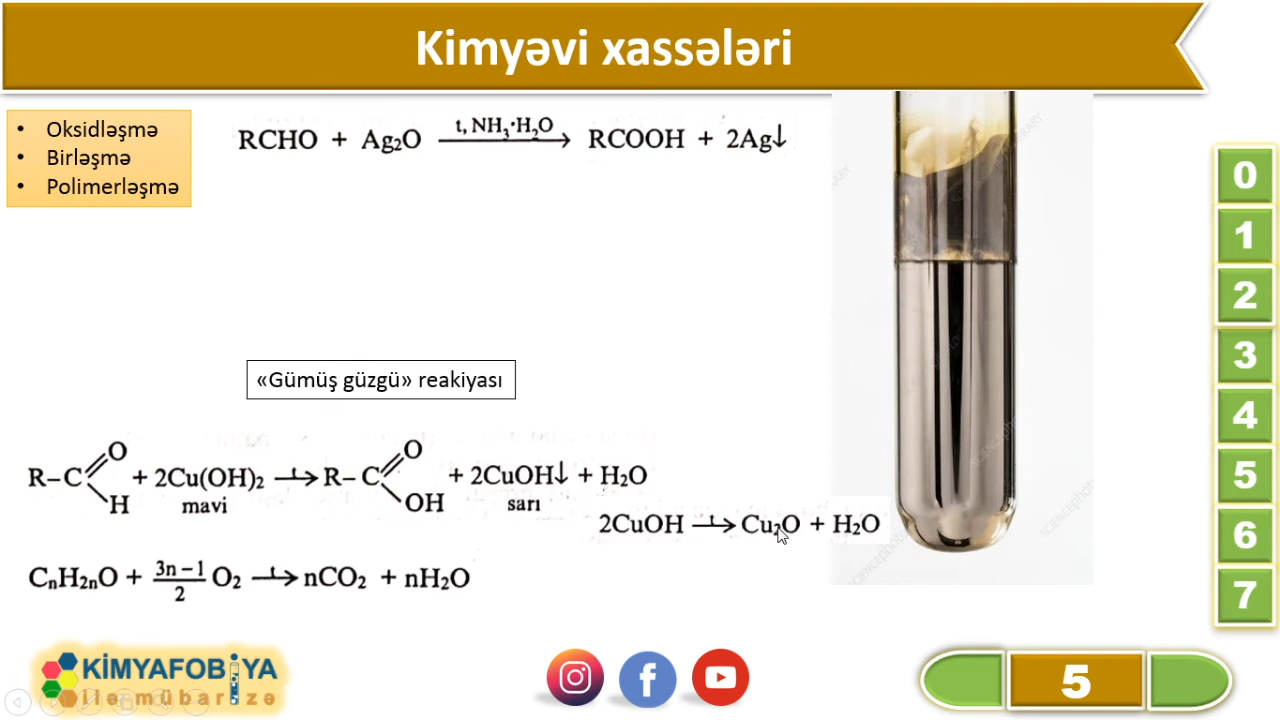 Kimyəvi xassələri
• Oksidləşmə
• Birləşmə
• Polimerləşmə
RCHO + Ag₂O t, NH₃·H₂O → RCOOH + 2Ag↓
«Gümüş güzgü» reakiyası
R–C O H + 2Cu(OH)₂ t → R–C O OH + 2CuOH↓ + H₂O
mavi sarı
2CuOH t → Cu₂O + H₂O
CₙH₂ₙO + 3n – 1 / 2 O₂ t → nCO₂ + nH₂O
0
1
2
3
4
5
6
7
KİMYAFOBİYA
ilə mübarizə
5